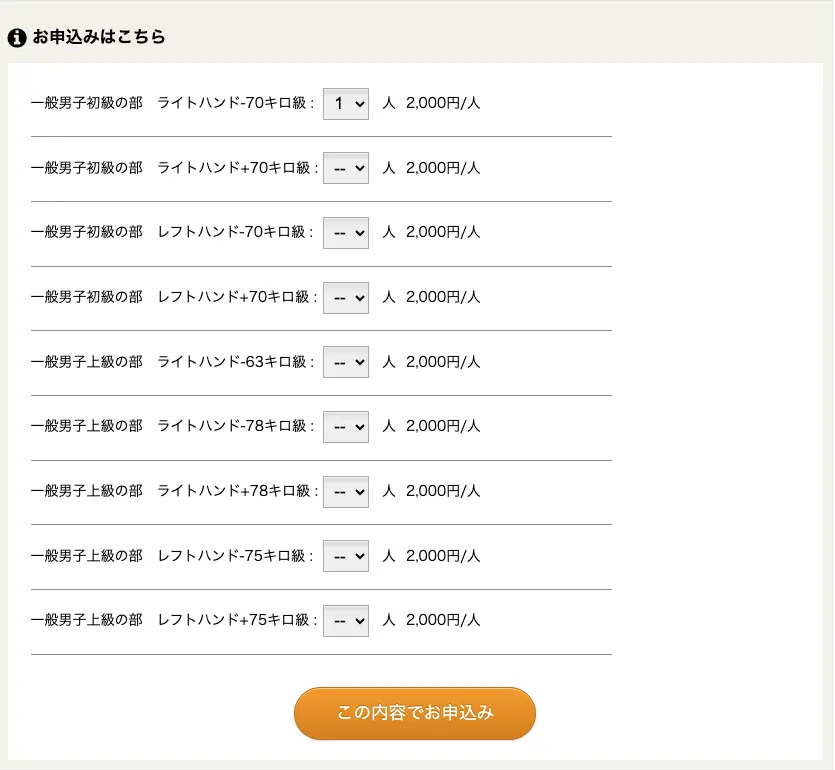 お申込みはこちら
一般男子初級の部　ライトハンド-70キロ級 : 1 人 2,000円/人
一般男子初級の部　ライトハンド+70キロ級 : -- 人 2,000円/人
一般男子初級の部　レフトハンド-70キロ級 : -- 人 2,000円/人
一般男子初級の部　レフトハンド+70キロ級 : -- 人 2,000円/人
一般男子上級の部　ライトハンド-63キロ級 : -- 人 2,000円/人
一般男子上級の部　ライトハンド-78キロ級 : -- 人 2,000円/人
一般男子上級の部　ライトハンド+78キロ級 : -- 人 2,000円/人
一般男子上級の部　レフトハンド-75キロ級 : -- 人 2,000円/人
一般男子上級の部　レフトハンド+75キロ級 : -- 人 2,000円/人
この内容でお申込み